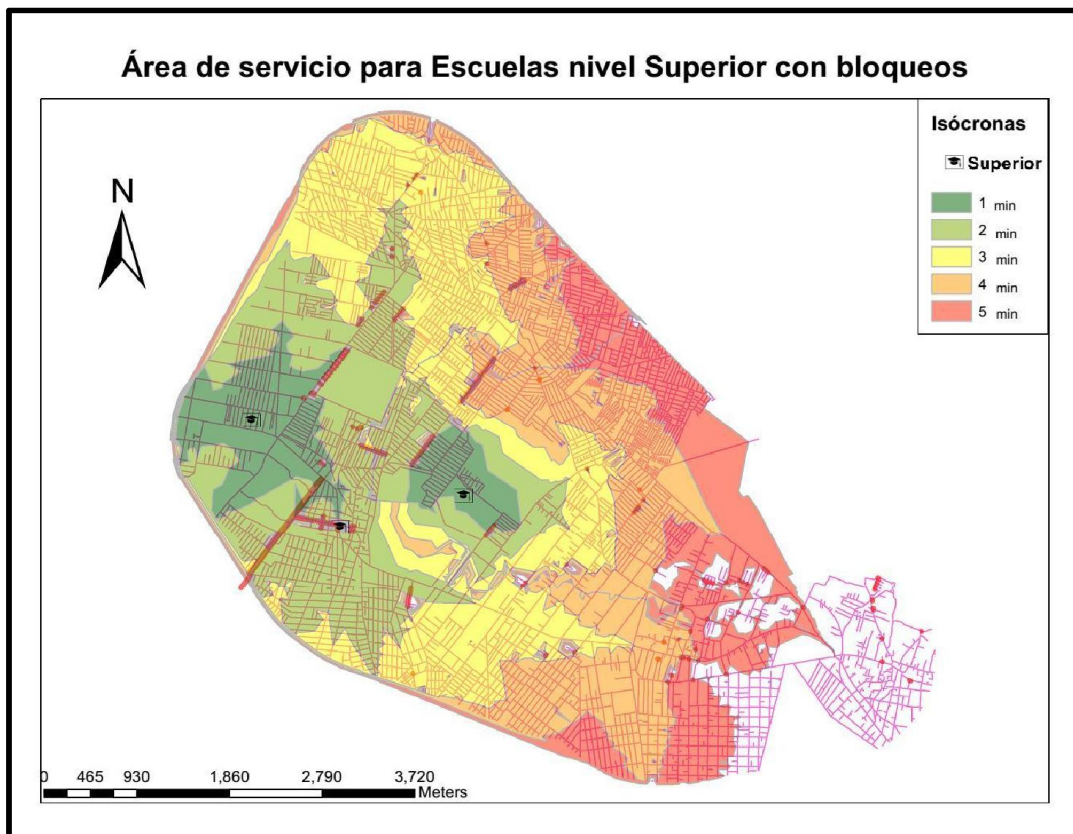 Área de servicio para Escuelas nivel Superior con bloqueos
Isócronas
Superior
1 min
2 min
3 min
4 min
5 min
N
0 465 930 1,860 2,790 3,720
Meters